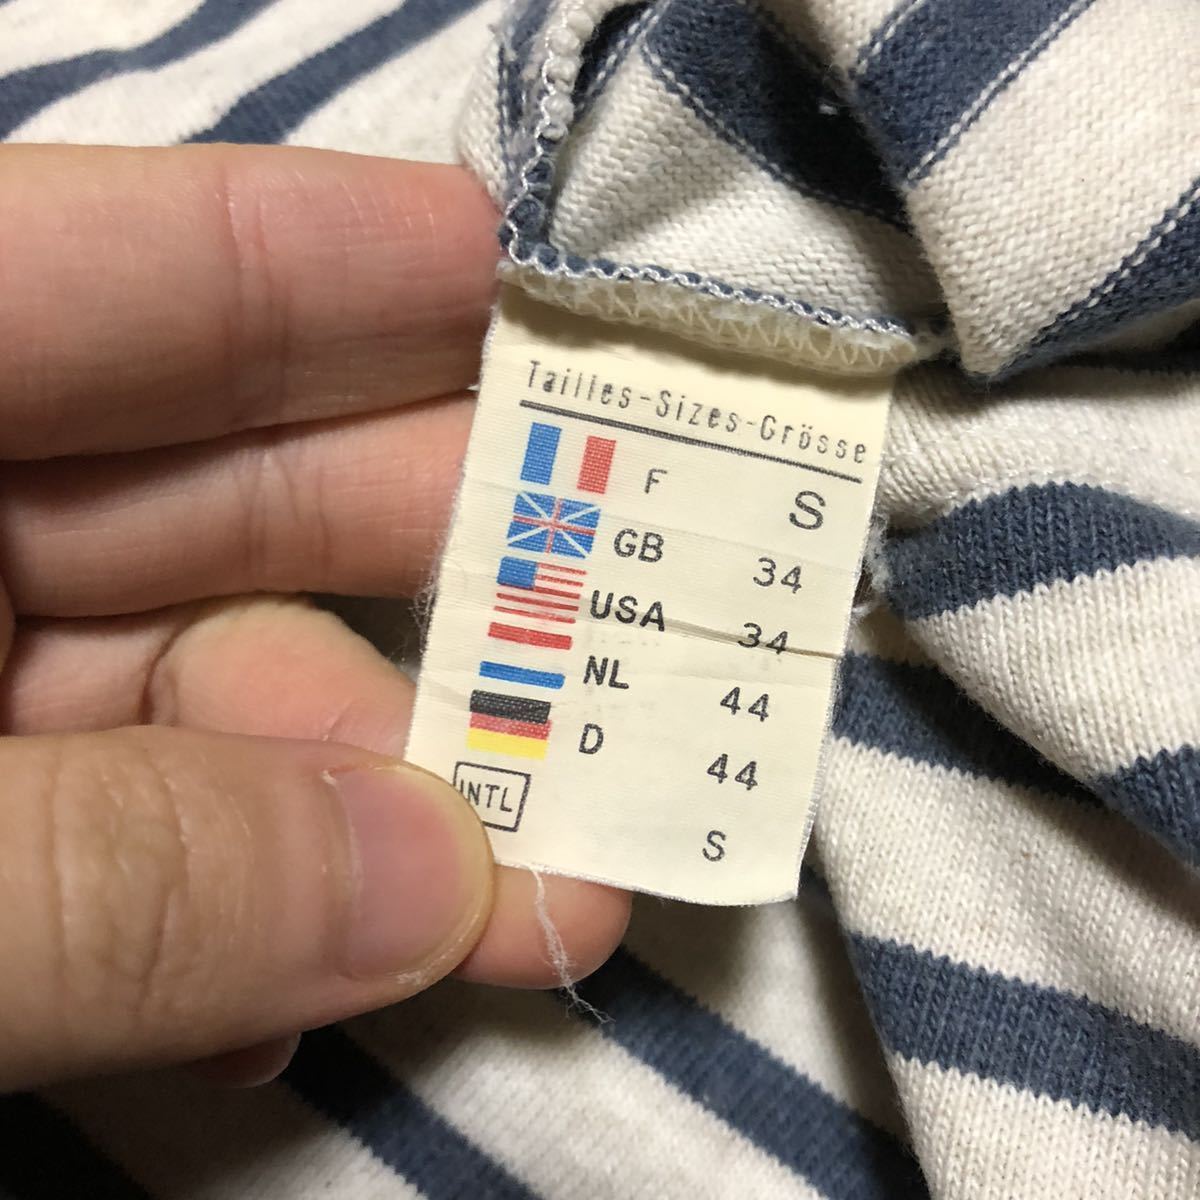 Tailles-Sizes-Grösse
F S
GB 34
USA 34
NL 44
D 44
INTL S